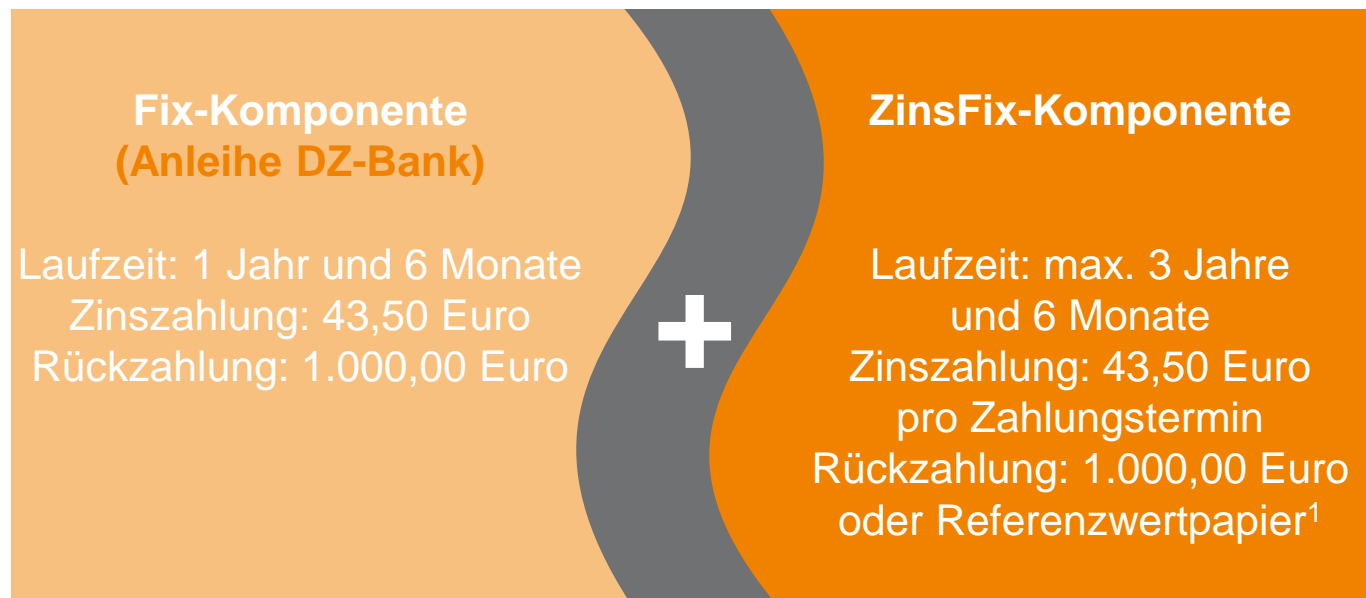 Fix-Komponente
(Anleihe DZ-Bank)
Laufzeit: 1 Jahr und 6 Monate
Zinszahlung: 43,50 Euro
Rückzahlung: 1.000,00 Euro
+
ZinsFix-Komponente
Laufzeit: max. 3 Jahre
und 6 Monate
Zinszahlung: 43,50 Euro
pro Zahlungstermin
Rückzahlung: 1.000,00 Euro
oder Referenzwertpapier¹